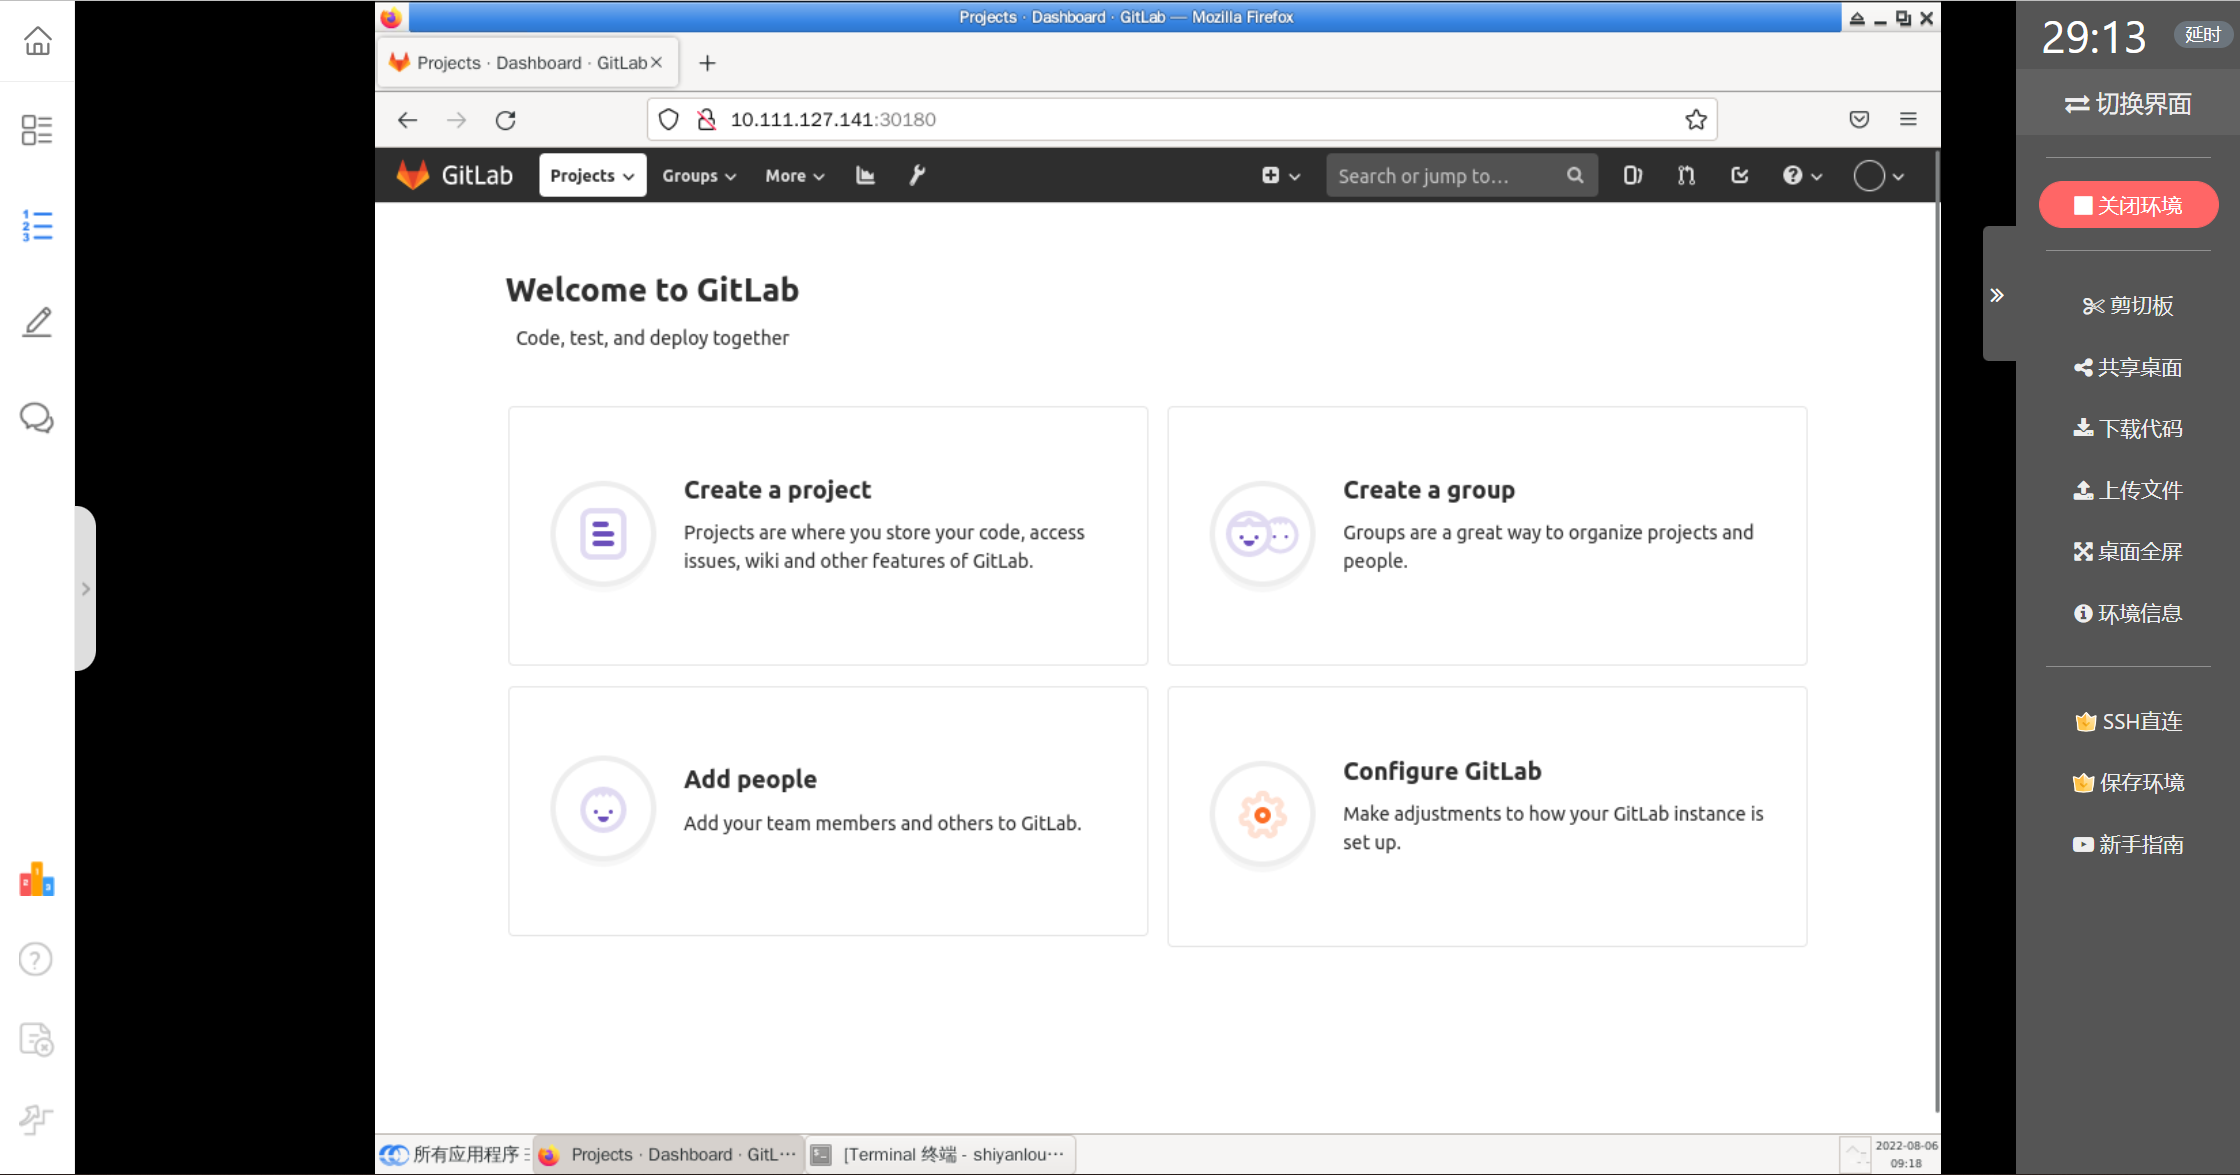 Projects · Dashboard · GitLab — Mozilla Firefox
Projects · Dashboard · GitLab
10.111.127.141:30180
GitLab
Projects
Groups
More
Search or jump to...
Welcome to GitLab
Code, test, and deploy together
Create a project
Projects are where you store your code, access
issues, wiki and other features of GitLab.
Create a group
Groups are a great way to organize projects and
people.
Add people
Add your team members and others to GitLab.
Configure GitLab
Make adjustments to how your GitLab instance is
set up.
所有应用程序
Projects · Dashboard · GitL···
[Terminal 终端 - shiyanlou···
2022-08-06
09:18
29:13
延时
切换界面
关闭环境
剪切板
共享桌面
下载代码
上传文件
桌面全屏
环境信息
SSH直连
保存环境
新手指南
1
2
3
2 1 3